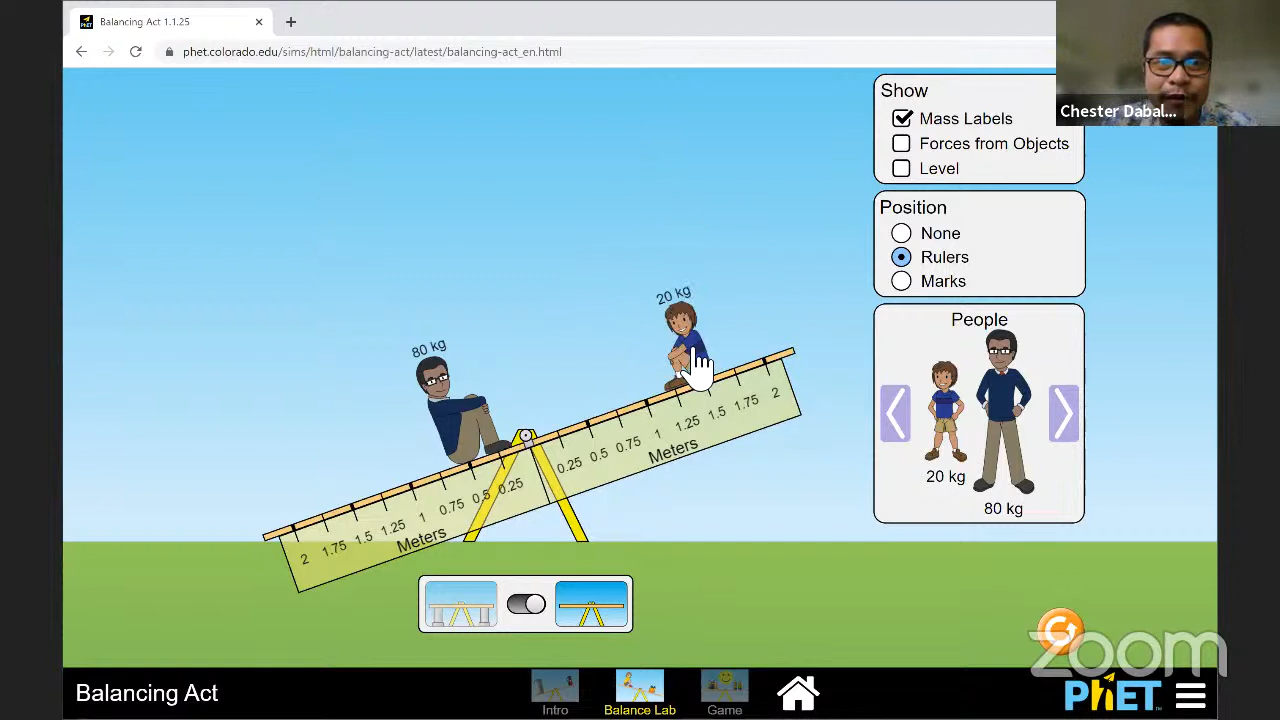 Balancing Act 1.1.25
phet.colorado.edu/sims/html/balancing-act/latest/balancing-act_en.html
Chester Dabal...
Show
Mass Labels
Forces from Objects
Level
Position
None
Rulers
Marks
People
20 kg
80 kg
80 kg
20 kg
2 1.75 1.5 1.25 1 0.75 0.5 0.25 0.25 0.5 0.75 1 1.25 1.5 1.75 2
Meters
Meters
zoom
Balancing Act
Intro
Balance Lab
Game
PhET